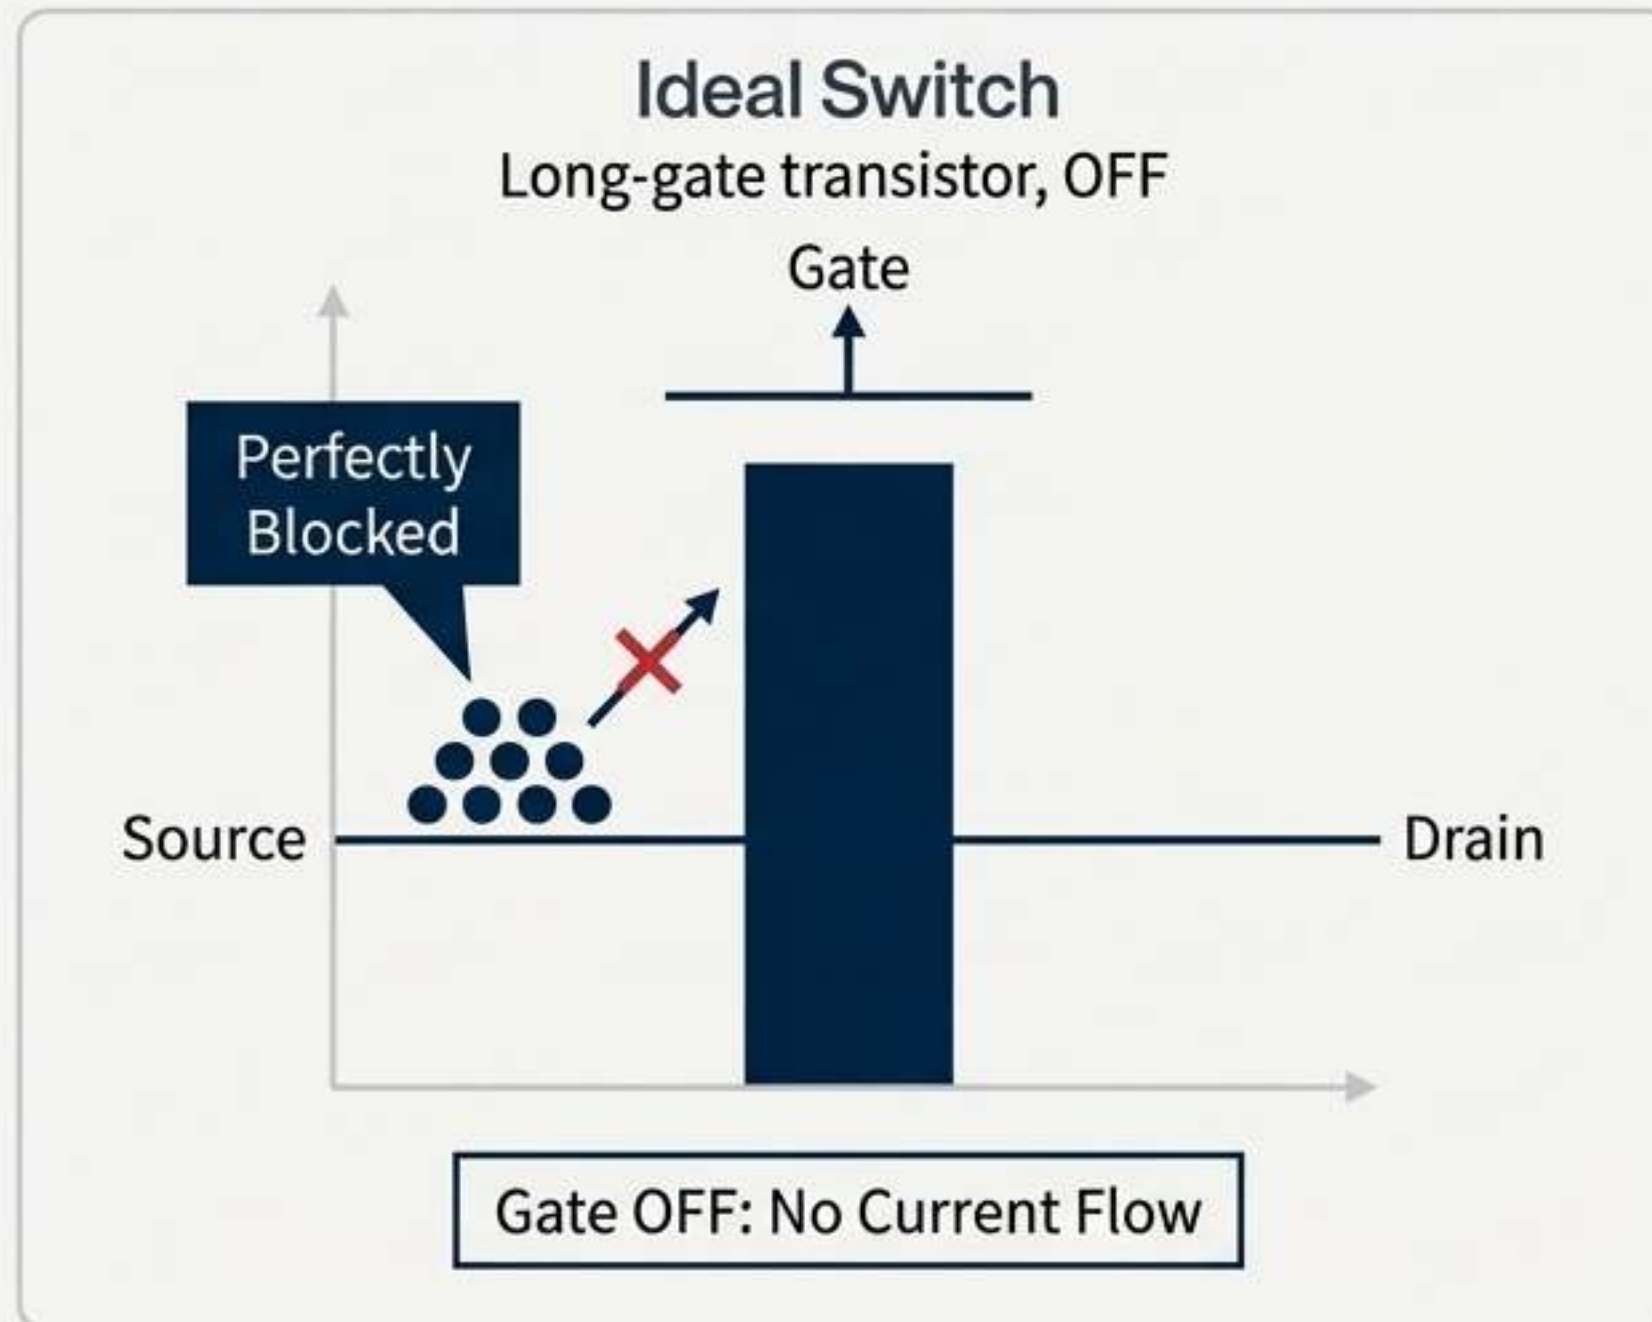 Ideal Switch
Long-gate transistor, OFF
Gate
Perfectly
Blocked
Source
Drain
Gate OFF: No Current Flow